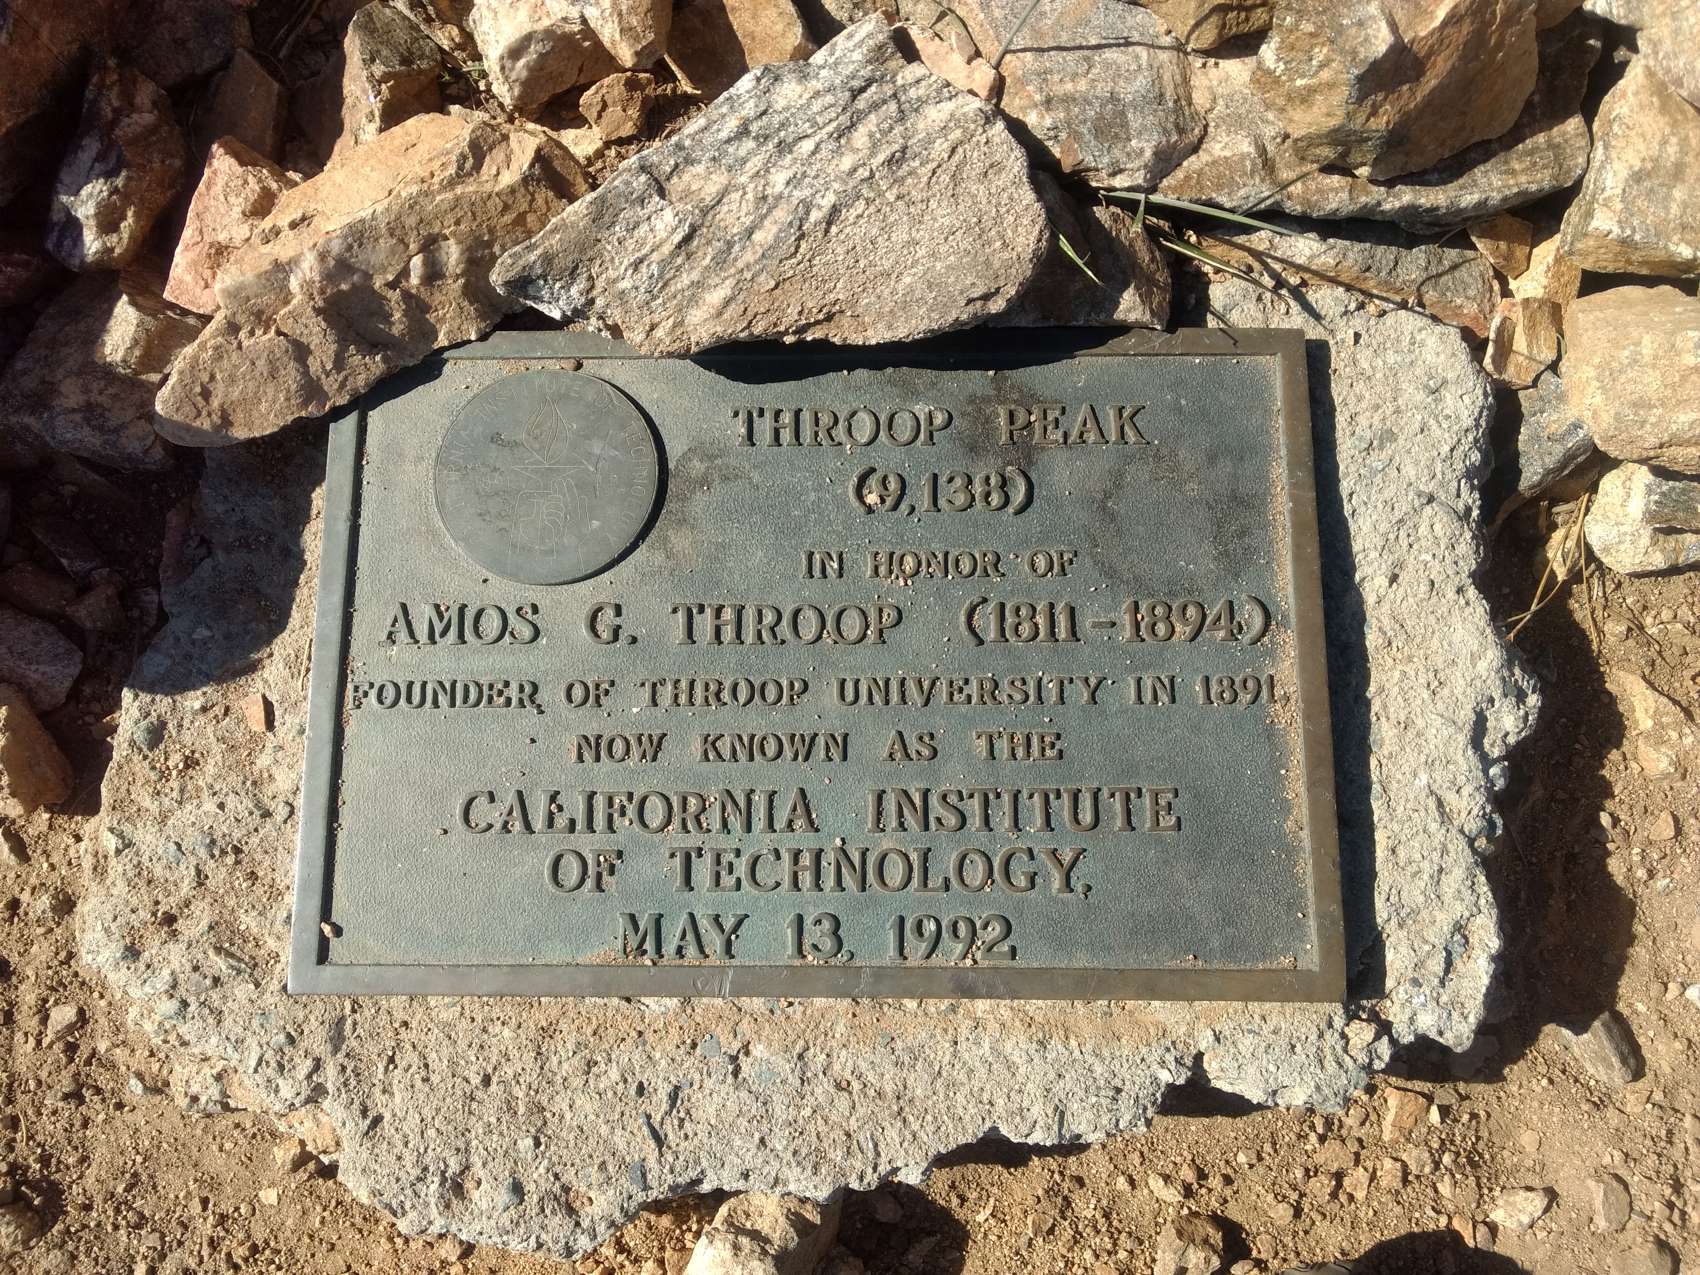 THROOP PEAK
(9,138)
IN HONOR OF
AMOS G. THROOP (1811-1894)
FOUNDER OF THROOP UNIVERSITY IN 1891
NOW KNOWN AS THE
CALIFORNIA INSTITUTE
OF TECHNOLOGY.
MAY 13, 1992